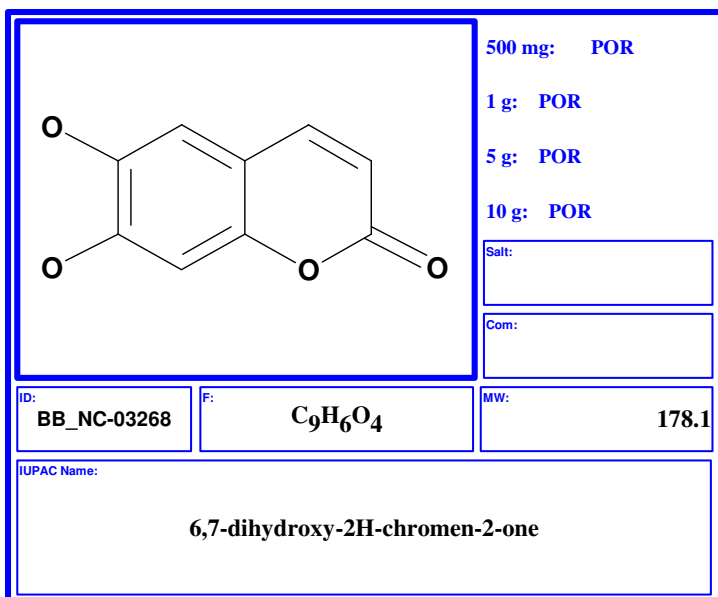 O
O
O
O
500 mg: POR
1 g: POR
5 g: POR
10 g: POR
Salt:
Com:
ID:
BB_NC-03268
F:
C9H6O4
MW:
178.1
IUPAC Name:
6,7-dihydroxy-2H-chromen-2-one